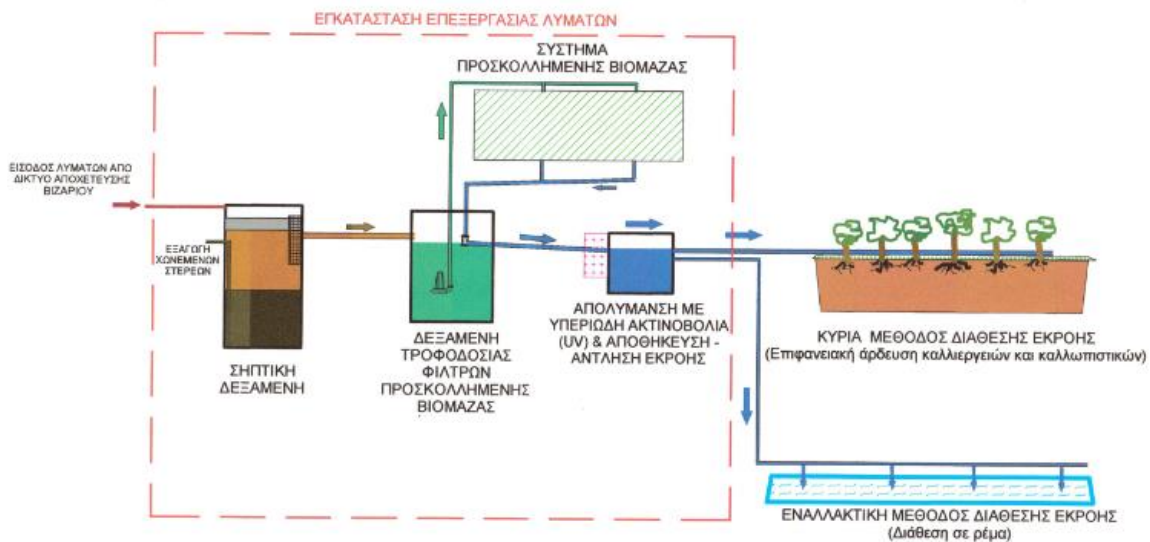 ΕΓΚΑΤΑΣΤΑΣΗ ΕΠΕΞΕΡΓΑΣΙΑΣ ΛΥΜΑΤΩΝ
ΣΥΣΤΗΜΑ
ΠΡΟΣΚΟΛΛΗΜΕΝΗΣ ΒΙΟΜΑΖΑΣ
ΕΙΣΟΔΟΣ ΛΥΜΑΤΩΝ ΑΠΟ
ΔΙΚΤΥΟ ΑΠΟΧΕΤΕΥΣΗΣ
ΒΙΖΑΡΙΟΥ
ΕΞΑΓΩΓΗ
ΧΩΝΕΜΕΝΩΝ
ΣΤΕΡΕΩΝ
ΣΗΠΤΙΚΗ
ΔΕΞΑΜΕΝΗ
ΔΕΞΑΜΕΝΗ
ΤΡΟΦΟΔΟΣΙΑΣ
ΦΙΛΤΡΩΝ
ΠΡΟΣΚΟΛΛΗΜΕΝΗΣ
ΒΙΟΜΑΖΑΣ
ΑΠΟΛΥΜΑΝΣΗ ΜΕ
ΥΠΕΡΙΩΔΗ ΑΚΤΙΝΟΒΟΛΙΑ
(UV) & ΑΠΟΘΗΚΕΥΣΗ -
ΑΝΤΛΗΣΗ ΕΚΡΟΗΣ
ΚΥΡΙΑ ΜΕΘΟΔΟΣ ΔΙΑΘΕΣΗΣ ΕΚΡΟΗΣ
(Επιφανειακή άρδευση καλλιεργειών και καλλωπιστικών)
ΕΝΑΛΛΑΚΤΙΚΗ ΜΕΘΟΔΟΣ ΔΙΑΘΕΣΗΣ ΕΚΡΟΗΣ
(Διάθεση σε ρέμα)